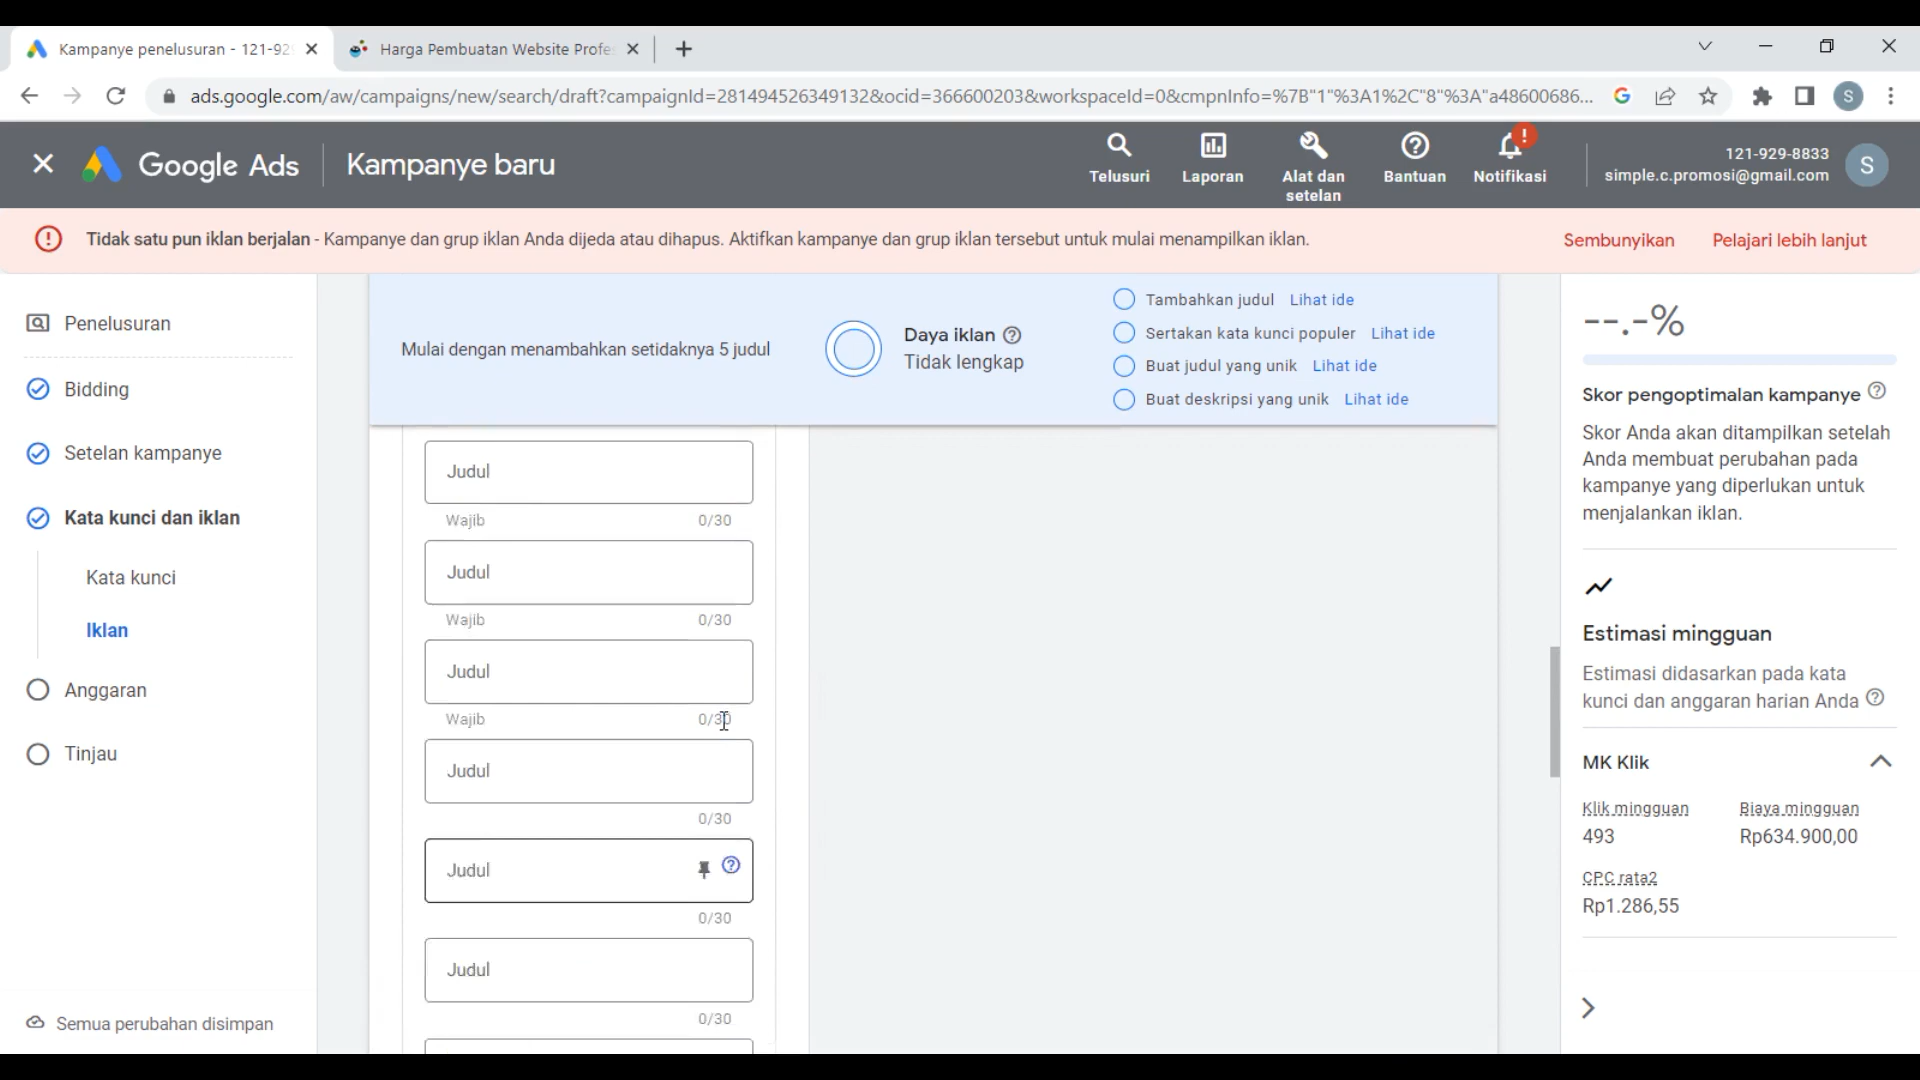 Kampanye penelusuran - 121-92
Harga Pembuatan Website Profe
ads.google.com/aw/campaigns/new/search/draft?campaignId=281494526349132&ocid=366600203&workspaceId=0&cmpnInfo=%7B"1"%3A1%2C"8"%3A"a48600686...
S
Google Ads
Kampanye baru
Telusuri
Laporan
Alat dan
setelan
Bantuan
!
Notifikasi
121-929-8833
simple.c.promosi@gmail.com
S
Tidak satu pun iklan berjalan - Kampanye dan grup iklan Anda dijeda atau dihapus. Aktifkan kampanye dan grup iklan tersebut untuk mulai menampilkan iklan.
Sembunyikan
Pelajari lebih lanjut
Penelusuran
Bidding
Setelan kampanye
Kata kunci dan iklan
Kata kunci
Iklan
Anggaran
Tinjau
Semua perubahan disimpan
Mulai dengan menambahkan setidaknya 5 judul
Daya iklan
Tidak lengkap
Tambahkan judul Lihat ide
Sertakan kata kunci populer Lihat ide
Buat judul yang unik Lihat ide
Buat deskripsi yang unik Lihat ide
Judul
Wajib 0/30
Judul
Wajib 0/30
Judul
Wajib 0/30
Judul
0/30
Judul
0/30
Judul
0/30
--.-%
Skor pengoptimalan kampanye
Skor Anda akan ditampilkan setelah
Anda membuat perubahan pada
kampanye yang diperlukan untuk
menjalankan iklan.
Estimasi mingguan
Estimasi didasarkan pada kata
kunci dan anggaran harian Anda
MK Klik
Klik mingguan
493
Biaya mingguan
Rp634.900,00
CPC rata2
Rp1.286,55